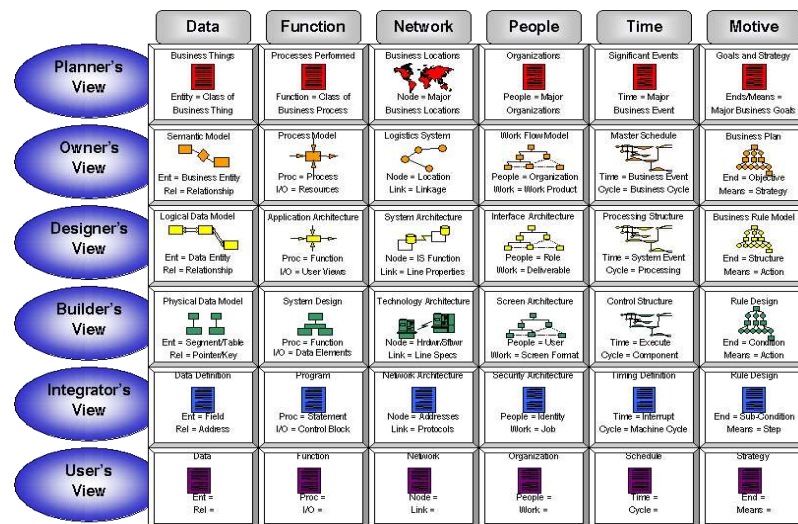 Data Function Network People Time Motive
Planner's View
Business Things
Entity = Class of
Business Thing
Processes Performed
Function = Class of
Business Process
Business Locations
Node = Major
Business Locations
Organizations
People = Major
Organizations
Significant Events
Time = Major
Business Event
Goals and Strategy
Ends/Means =
Major Business Goals
Owner's View
Semantic Model
Ent = Business Entity
Rel = Relationship
Process Model
Proc = Process
I/O = Resources
Logistics System
Node = Location
Link = Linkage
Work Flow Model
People = Organization
Work = Work Product
Master Schedule
Time = Business Event
Cycle = Business Cycle
Business Plan
End = Objective
Means = Strategy
Designer's View
Logical Data Model
Ent = Data Entity
Rel = Relationship
Application Architecture
Proc = Function
I/O = User Views
System Architecture
Node = IS Function
Link = Line Properties
Interface Architecture
People = Role
Work = Deliverable
Processing Structure
Time = System Event
Cycle = Processing
Business Rule Model
End = Structure
Means = Action
Builder's View
Physical Data Model
Ent = Segment/Table
Rel = Pointer/Key
System Design
Proc = Function
I/O = Data Elements
Technology Architecture
Node = Hrdwr/Sftwr
Link = Line Specs
Screen Architecture
People = User
Work = Screen Format
Control Structure
Time = Execute
Cycle = Component
Rule Design
End = Condition
Means = Action
Integrator's View
Data Definition
Ent = Field
Rel = Address
Program
Proc = Statement
I/O = Control Block
Network Architecture
Node = Addresses
Link = Protocols
Security Architecture
People = Identity
Work = Job
Timing Definition
Time = Interrupt
Cycle = Machine Cycle
Rule Design
End = Sub-Condition
Means = Step
User's View
Data
Ent =
Rel =
Function
Proc =
I/O =
Network
Node =
Link =
Organization
People =
Work =
Schedule
Time =
Cycle =
Strategy
End =
Means =